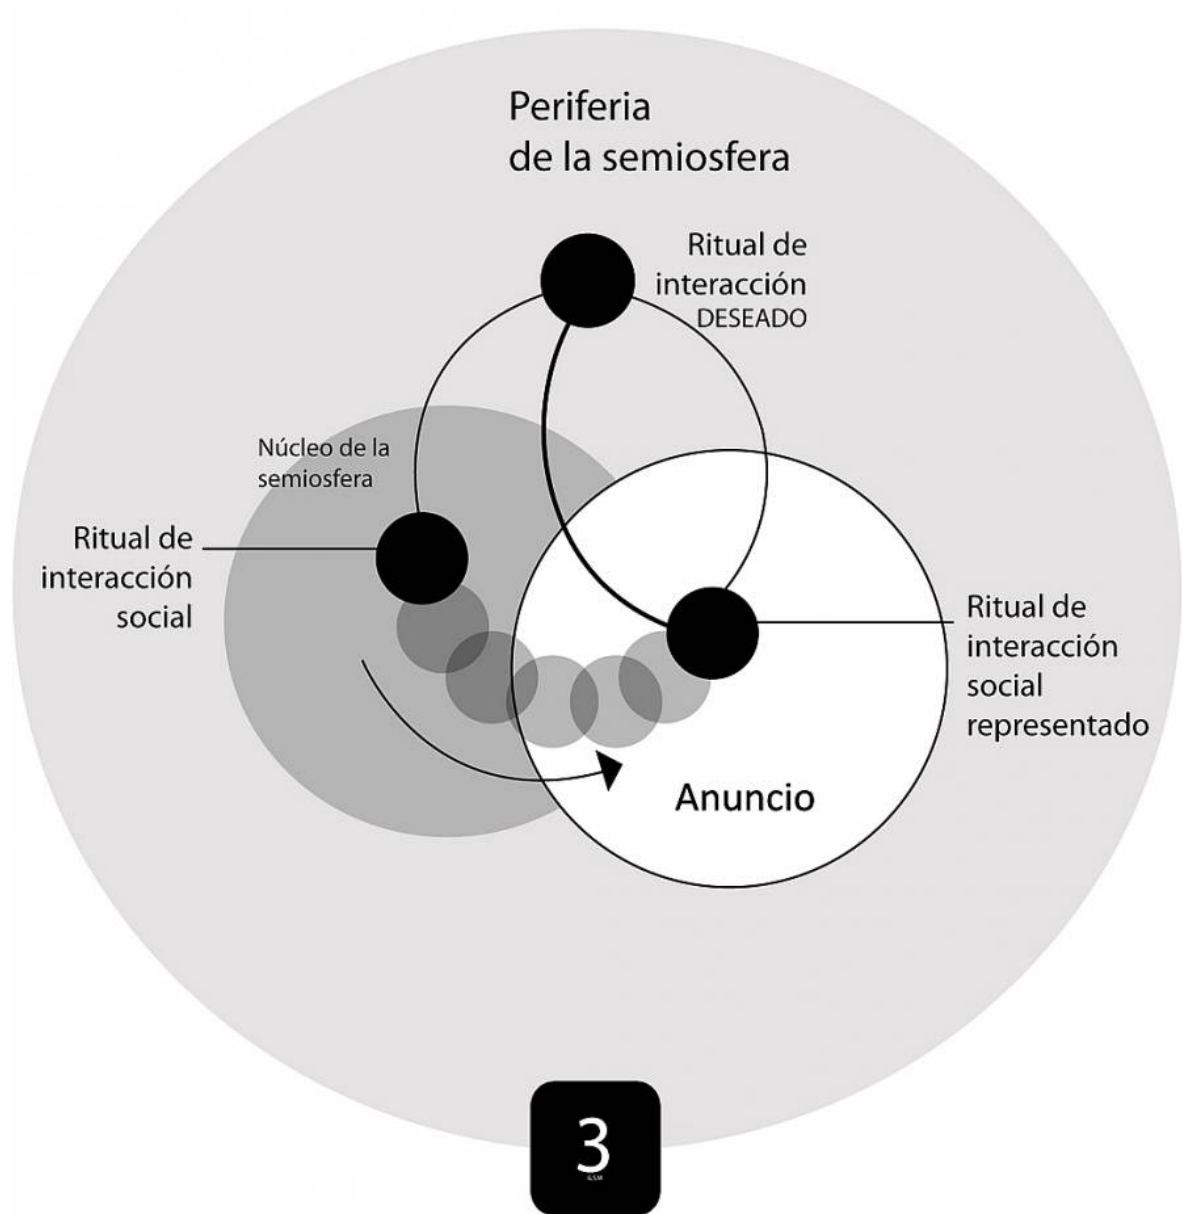 Periferia
de la semiosfera
Ritual de
interacción
DESEADO
Núcleo de la
semiosfera
Ritual de
interacción
social
Ritual de
interacción
social
representado
Anuncio
3